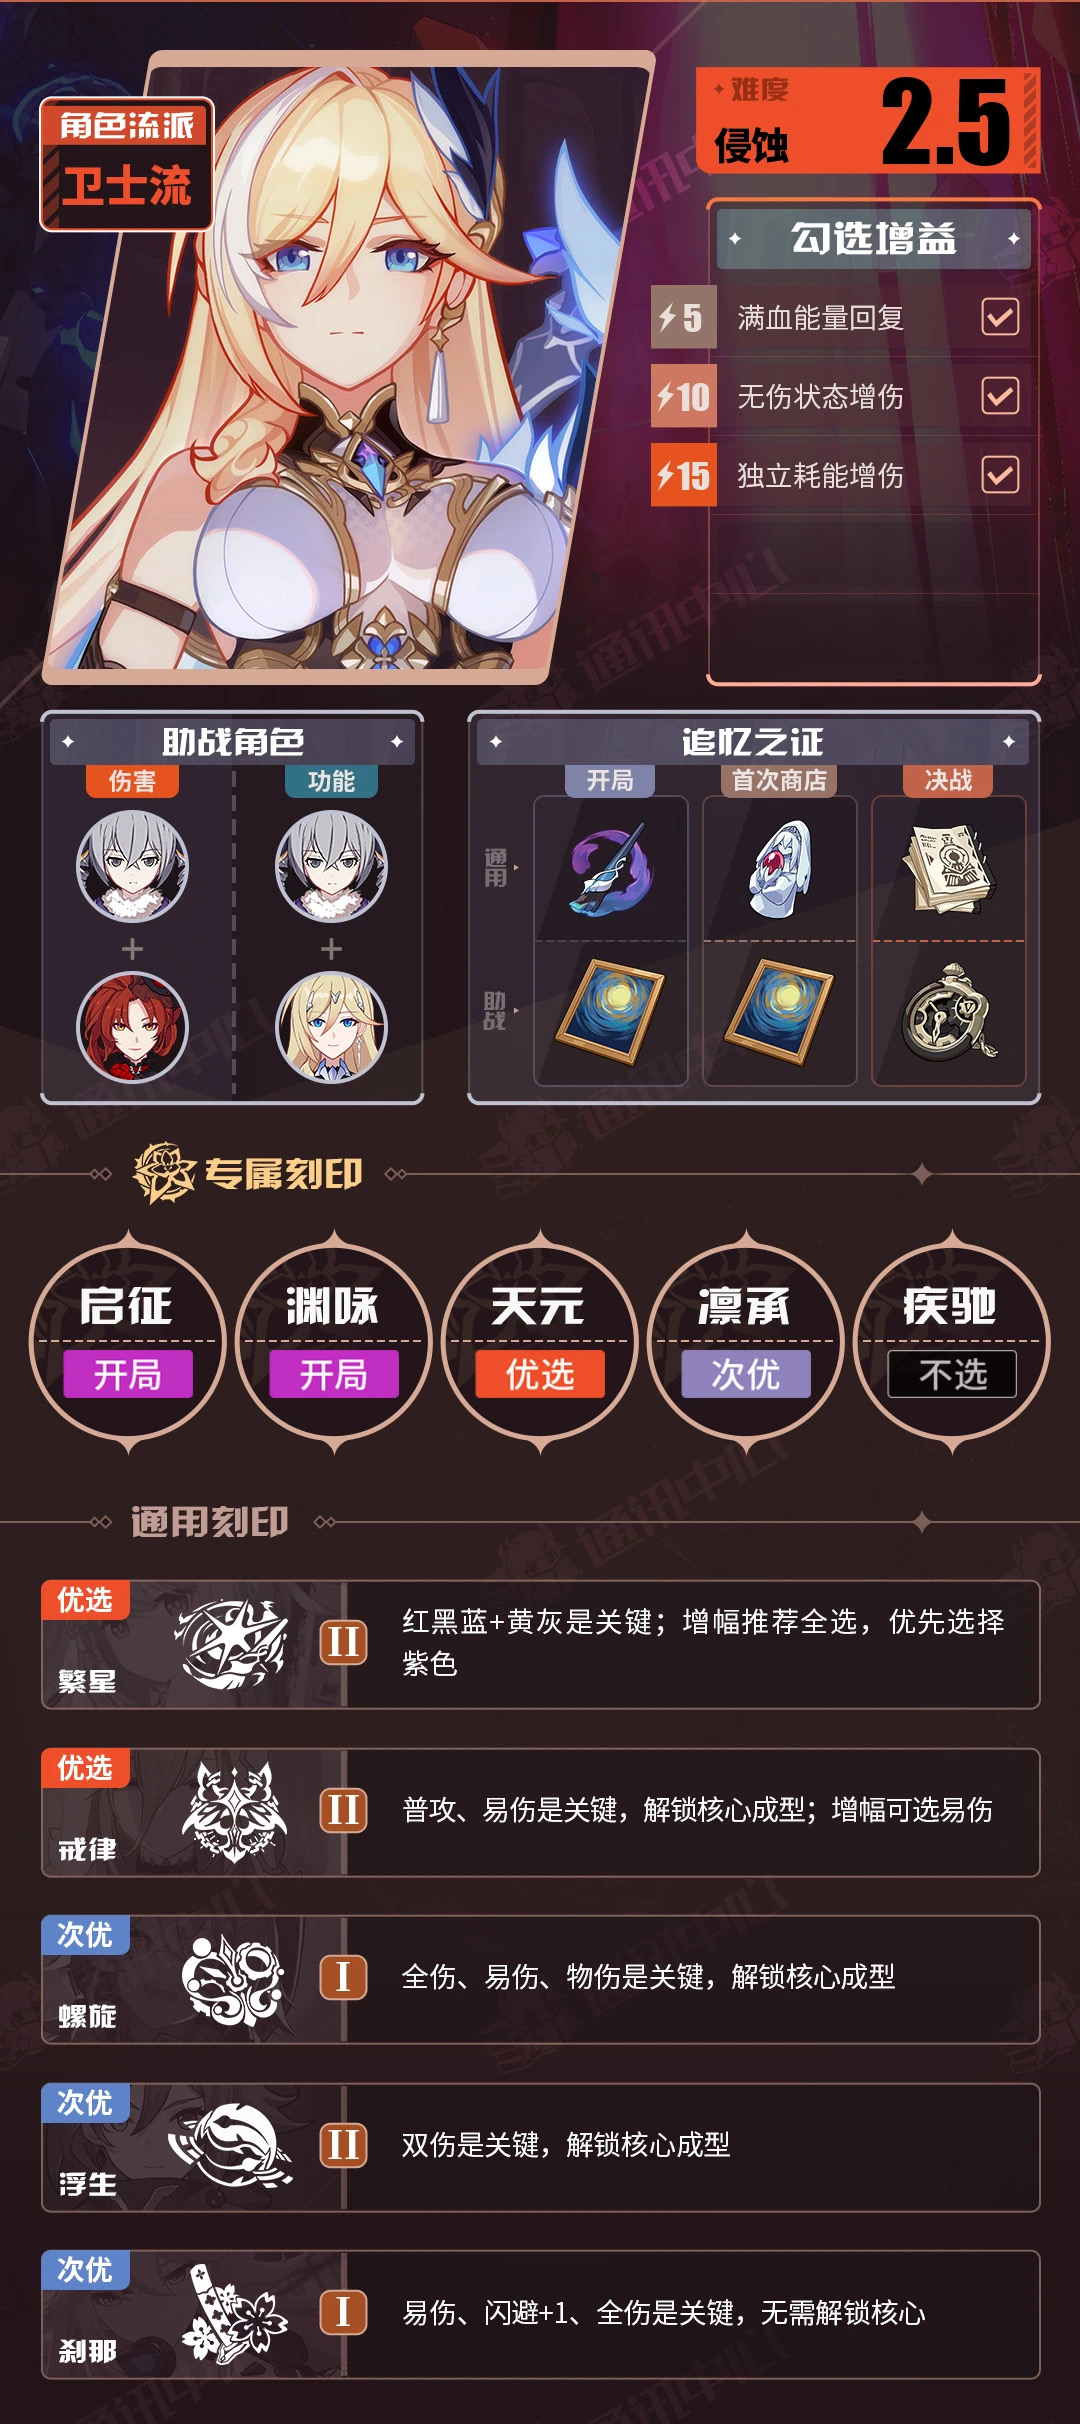 角色流派
卫士流
难度
侵蚀
2.5
勾选增益
5 满血能量回复
10 无伤状态增伤
15 独立耗能增伤
助战角色
伤害
功能
+
+
追忆之证
开局
首次商店
决战
通用
助战
专属刻印
启征
开局
渊咏
开局
天元
优选
凛承
次优
疾驰
不选
通用刻印
优选
繁星
II
红黑蓝+黄灰是关键；增幅推荐全选，优先选择
紫色
优选
戒律
II
普攻、易伤是关键，解锁核心成型；增幅可选易伤
次优
螺旋
I
全伤、易伤、物伤是关键，解锁核心成型
次优
浮生
II
双伤是关键，解锁核心成型
次优
刹那
I
易伤、闪避+1、全伤是关键，无需解锁核心
通讯中心